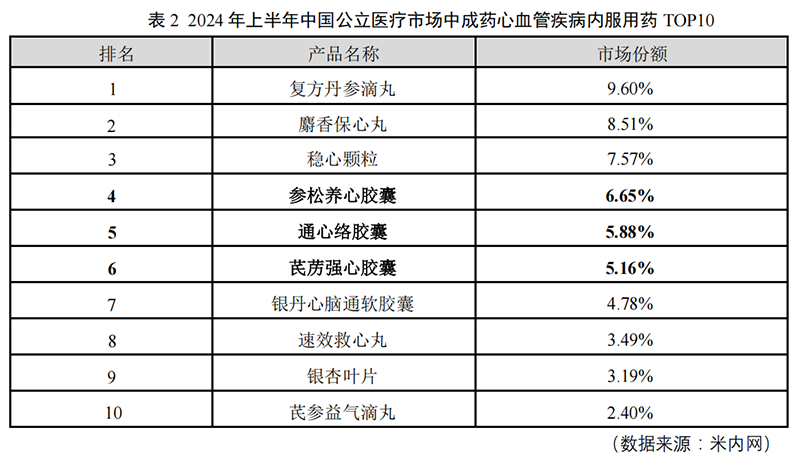 表 2 2024 年上半年中国公立医疗市场中成药心血管疾病内服用药 TOP10
排名 产品名称 市场份额
1 复方丹参滴丸 9.60%
2 麝香保心丸 8.51%
3 稳心颗粒 7.57%
4 参松养心胶囊 6.65%
5 通心络胶囊 5.88%
6 芪苈强心胶囊 5.16%
7 银丹心脑通软胶囊 4.78%
8 速效救心丸 3.49%
9 银杏叶片 3.19%
10 芪参益气滴丸 2.40%
（数据来源：米内网）